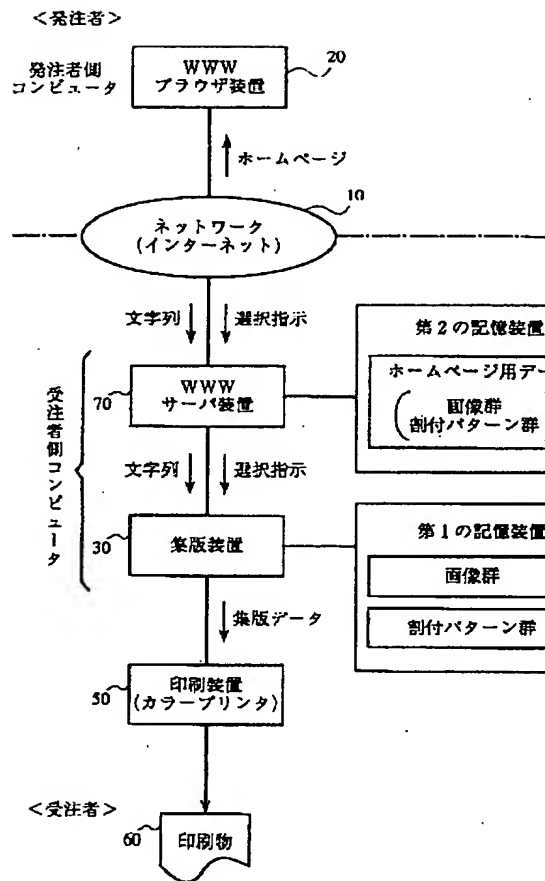 <発注者>
発注者側
コンピュータ
WWW
ブラウザ装置
20
ホームページ
10
ネットワーク
(インターネット)
文字列
選択指示
第2の記憶装置
ホームページ用デー
画像群
割付パターン群
受注者側コンピュータ
70
WWW
サーバ装置
文字列
選択指示
30
集版装置
第1の記憶装置
画像群
割付パターン群
集版データ
50
印刷装置
(カラープリンタ)
<受注者>
60
印刷物